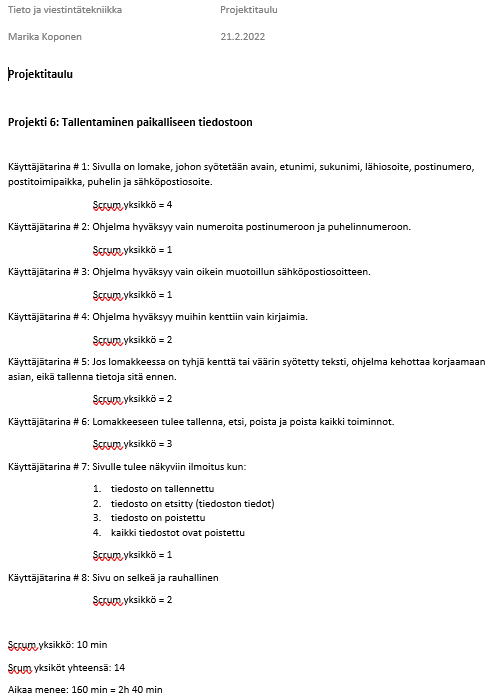 Tieto ja viestintätekniikka Projektitaulu
Marika Koponen 21.2.2022
Projektitaulu
Projekti 6: Tallentaminen paikalliseen tiedostoon
Käyttäjätarina # 1: Sivulla on lomake, johon syötetään avain, etunimi, sukunimi, lähiosoite, postinumero,
postitoimipaikka, puhelin ja sähköpostiosoite.
Scrum yksikkö = 4
Käyttäjätarina # 2: Ohjelma hyväksyy vain numeroita postinumeroon ja puhelinnumeroon.
Scrum yksikkö = 1
Käyttäjätarina # 3: Ohjelma hyväksyy vain oikein muotoillun sähköpostiosoitteen.
Scrum yksikkö = 1
Käyttäjätarina # 4: Ohjelma hyväksyy muihin kenttiin vain kirjaimia.
Scrum yksikkö = 2
Käyttäjätarina # 5: Jos lomakkeessa on tyhjä kenttä tai väärin syötetty teksti, ohjelma kehottaa korjaamaan
asian, eikä tallenna tietoja sitä ennen.
Scrum yksikkö = 2
Käyttäjätarina # 6: Lomakkeeseen tulee tallenna, etsi, poista ja poista kaikki toiminnot.
Scrum yksikkö = 3
Käyttäjätarina # 7: Sivulle tulee näkyviin ilmoitus kun:
1. tiedosto on tallennettu
2. tiedosto on etsitty (tiedoston tiedot)
3. tiedosto on poistettu
4. kaikki tiedostot ovat poistettu
Scrum yksikkö = 1
Käyttäjätarina # 8: Sivu on selkeä ja rauhallinen
Scrum yksikkö = 2
Scrum yksikkö: 10 min
Srum yksiköt yhteensä: 14
Aikaa menee: 160 min = 2h 40 min